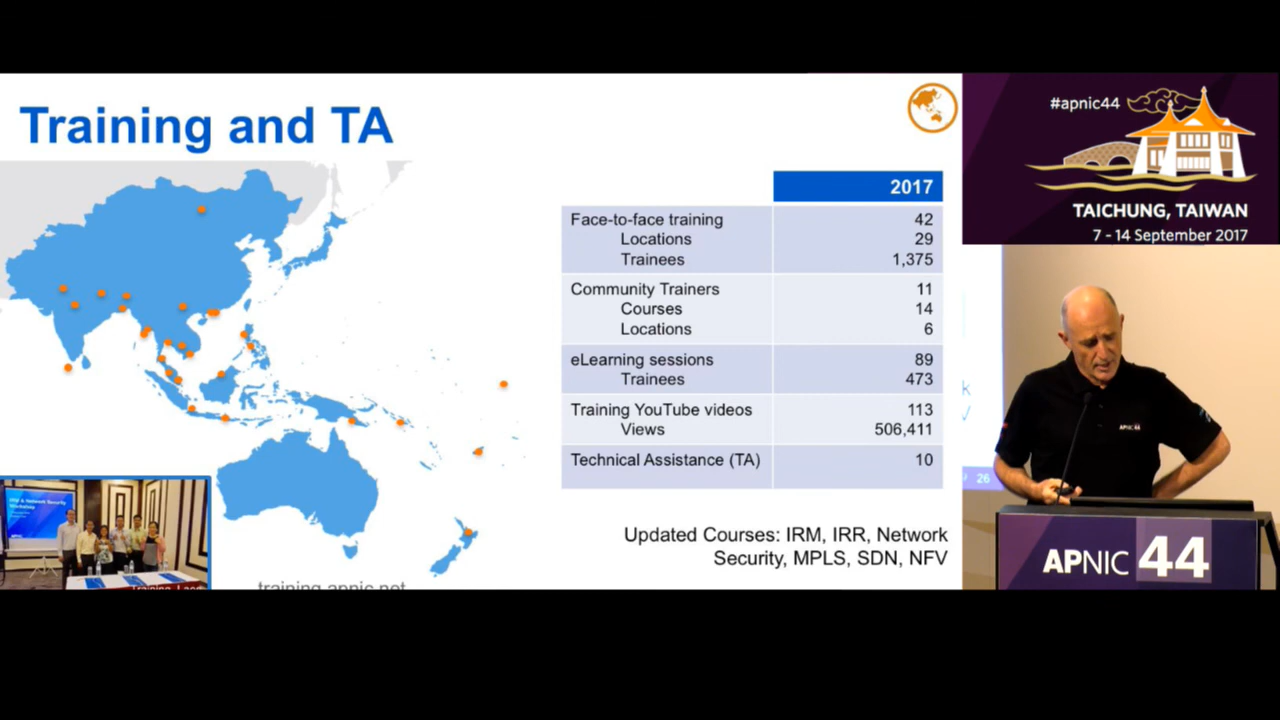 Training and TA
2017
Face-to-face training 42
Locations 29
Trainees 1,375
Community Trainers 11
Courses 14
Locations 6
eLearning sessions 89
Trainees 473
Training YouTube videos 113
Views 506,411
Technical Assistance (TA) 10
Updated Courses: IRM, IRR, Network
Security, MPLS, SDN, NFV
training.apnic.net
#apnic44
TAICHUNG, TAIWAN
7 - 14 September 2017
26
APNIC 44
APNIC 44